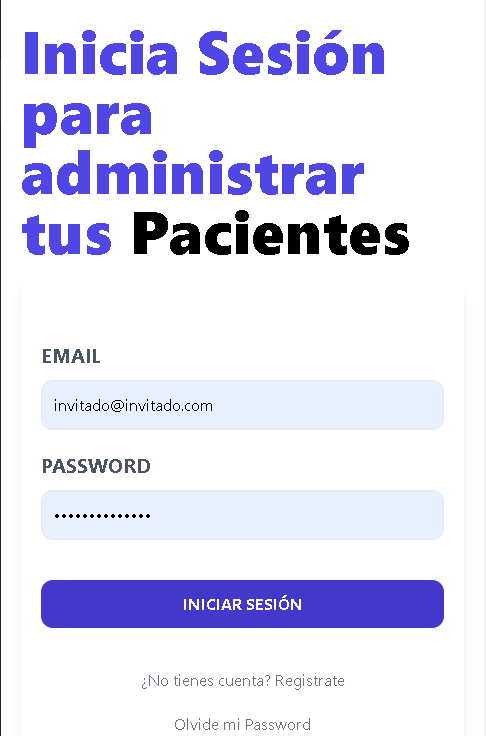 Inicia Sesión
para
administrar
tus Pacientes
EMAIL
invitado@invitado.com
PASSWORD
••••••••••••••
INICIAR SESIÓN
¿No tienes cuenta? Registrate
Olvide mi Password